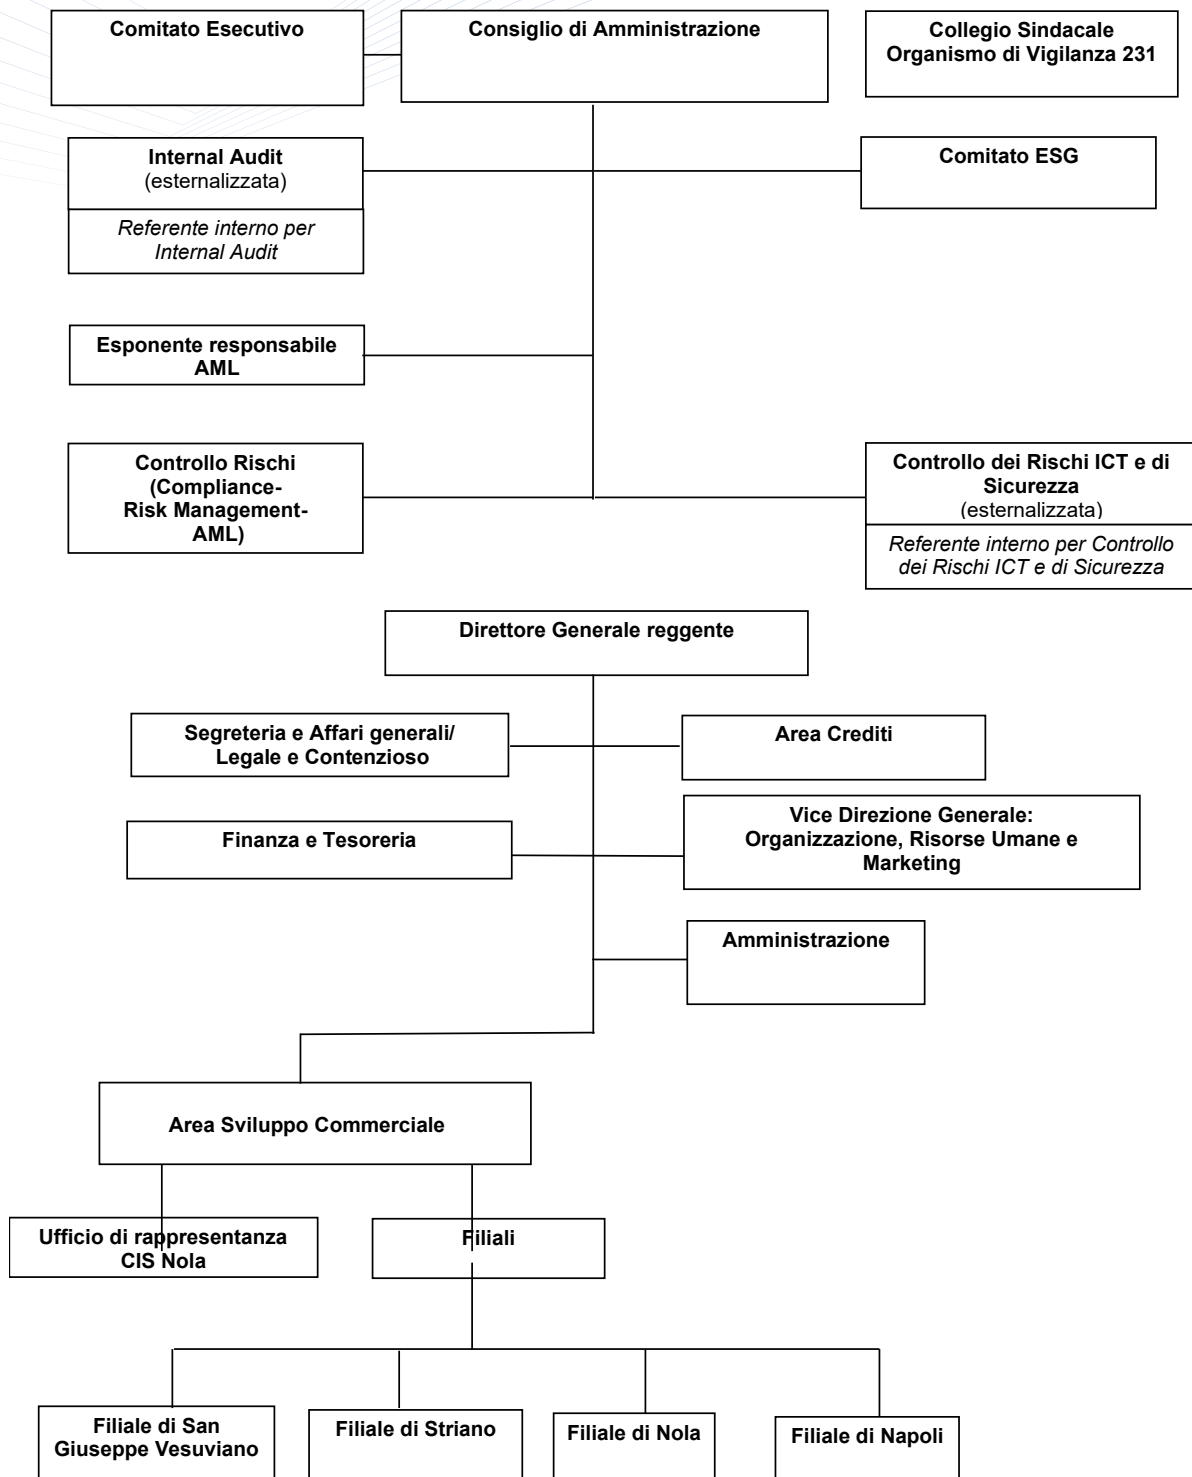 Comitato Esecutivo
Consiglio di Amministrazione
Collegio Sindacale
Organismo di Vigilanza 231
Internal Audit
(esternalizzata)
Referente interno per
Internal Audit
Comitato ESG
Esponente responsabile
AML
Controllo Rischi
(Compliance-
Risk Management-
AML)
Controllo dei Rischi ICT e di
Sicurezza
(esternalizzata)
Referente interno per Controllo
dei Rischi ICT e di Sicurezza
Direttore Generale reggente
Segreteria e Affari generali/
Legale e Contenzioso
Area Crediti
Finanza e Tesoreria
Vice Direzione Generale:
Organizzazione, Risorse Umane e
Marketing
Amministrazione
Area Sviluppo Commerciale
Ufficio di rappresentanza
CIS Nola
Filiali
Filiale di San
Giuseppe Vesuviano
Filiale di Striano
Filiale di Nola
Filiale di Napoli